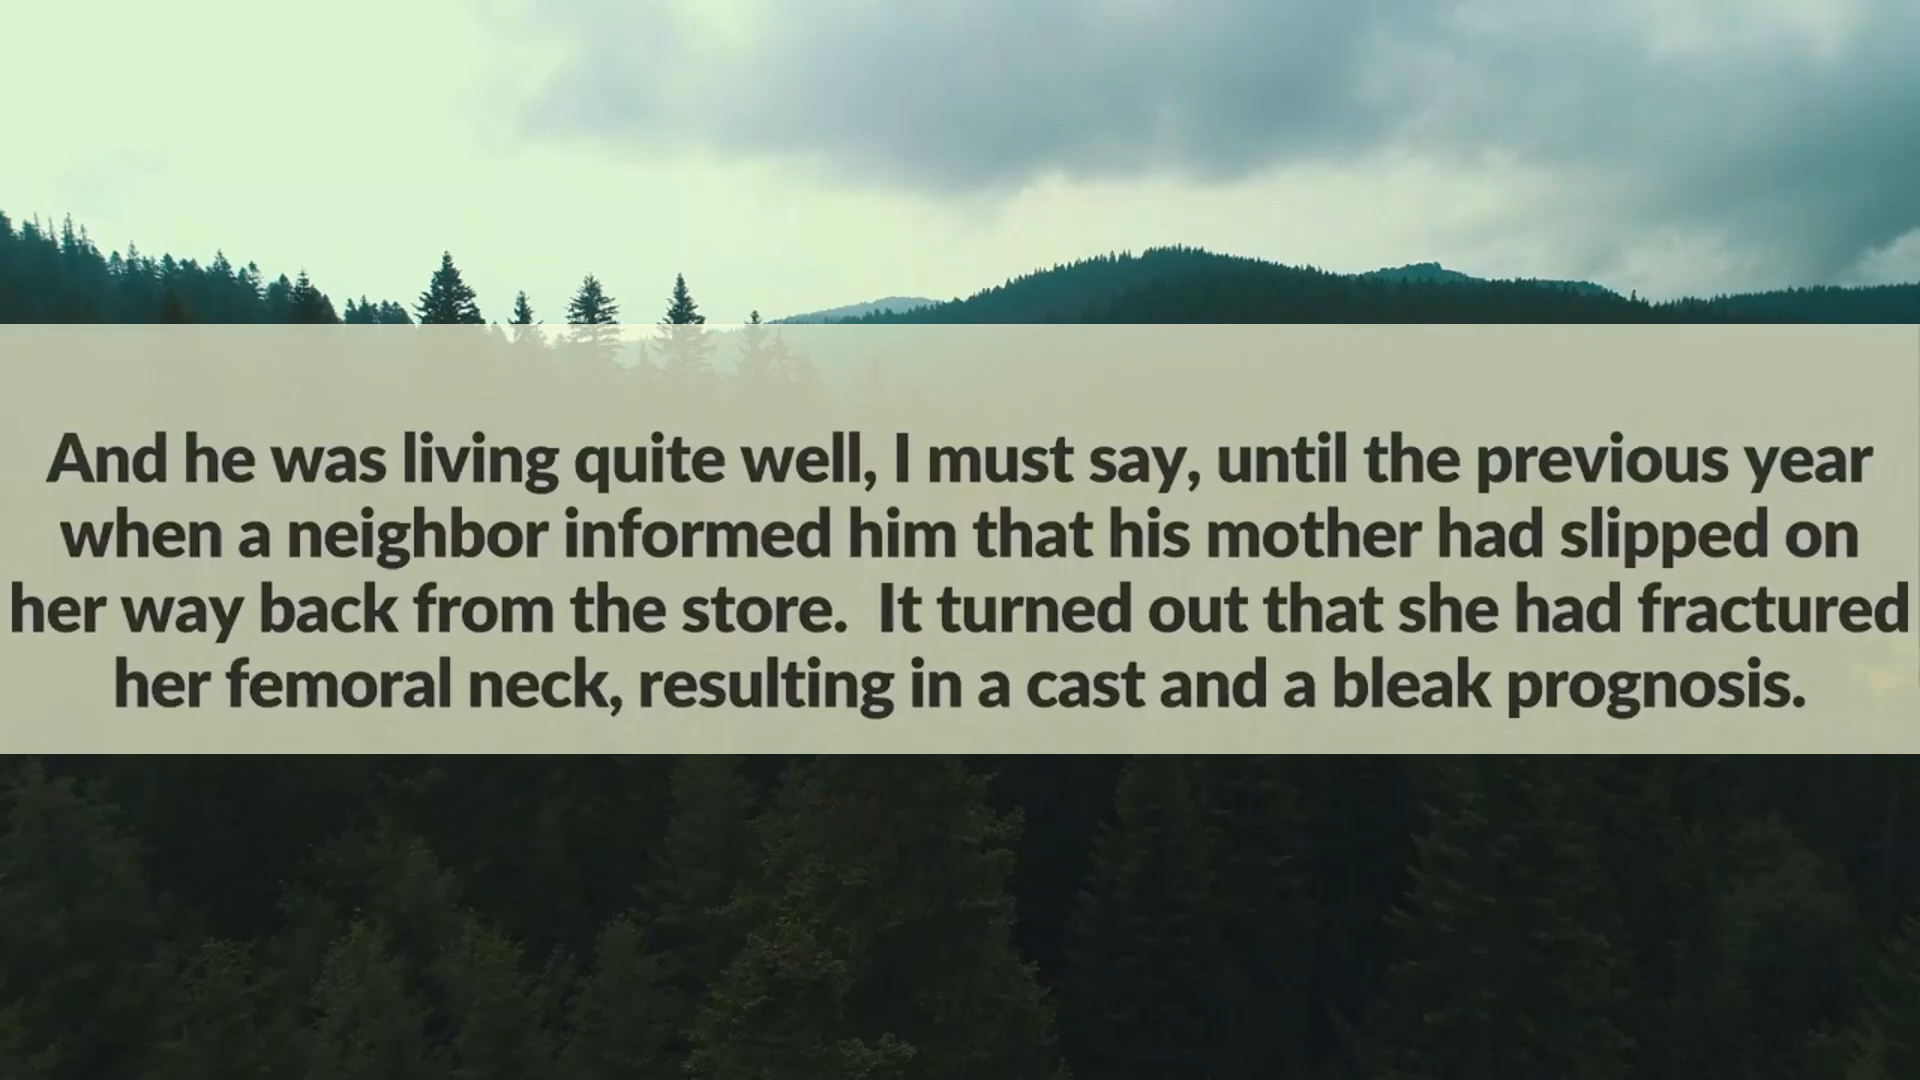 And he was living quite well, I must say, until the previous year
when a neighbor informed him that his mother had slipped on
her way back from the store.  It turned out that she had fractured
her femoral neck, resulting in a cast and a bleak prognosis.